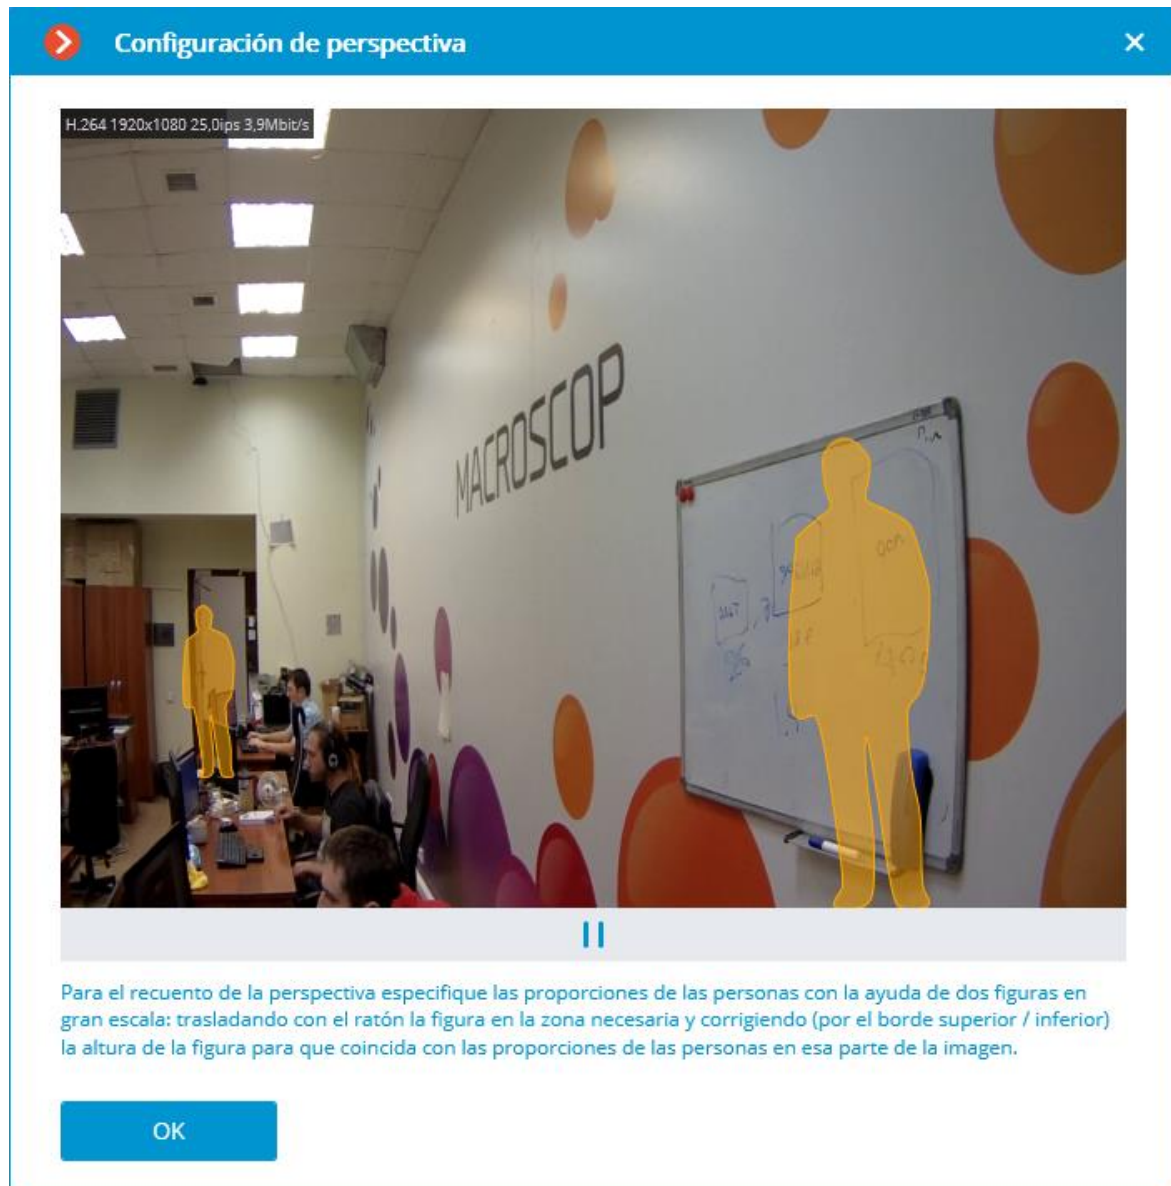 Configuración de perspectiva
H.264 1920x1080 25,0ips 3,9Mbit/s
MACROSCOP
Para el recuento de la perspectiva especifique las proporciones de las personas con la ayuda de dos figuras en
gran escala: trasladando con el ratón la figura en la zona necesaria y corrigiendo (por el borde superior / inferior)
la altura de la figura para que coincida con las proporciones de las personas en esa parte de la imagen.
OK